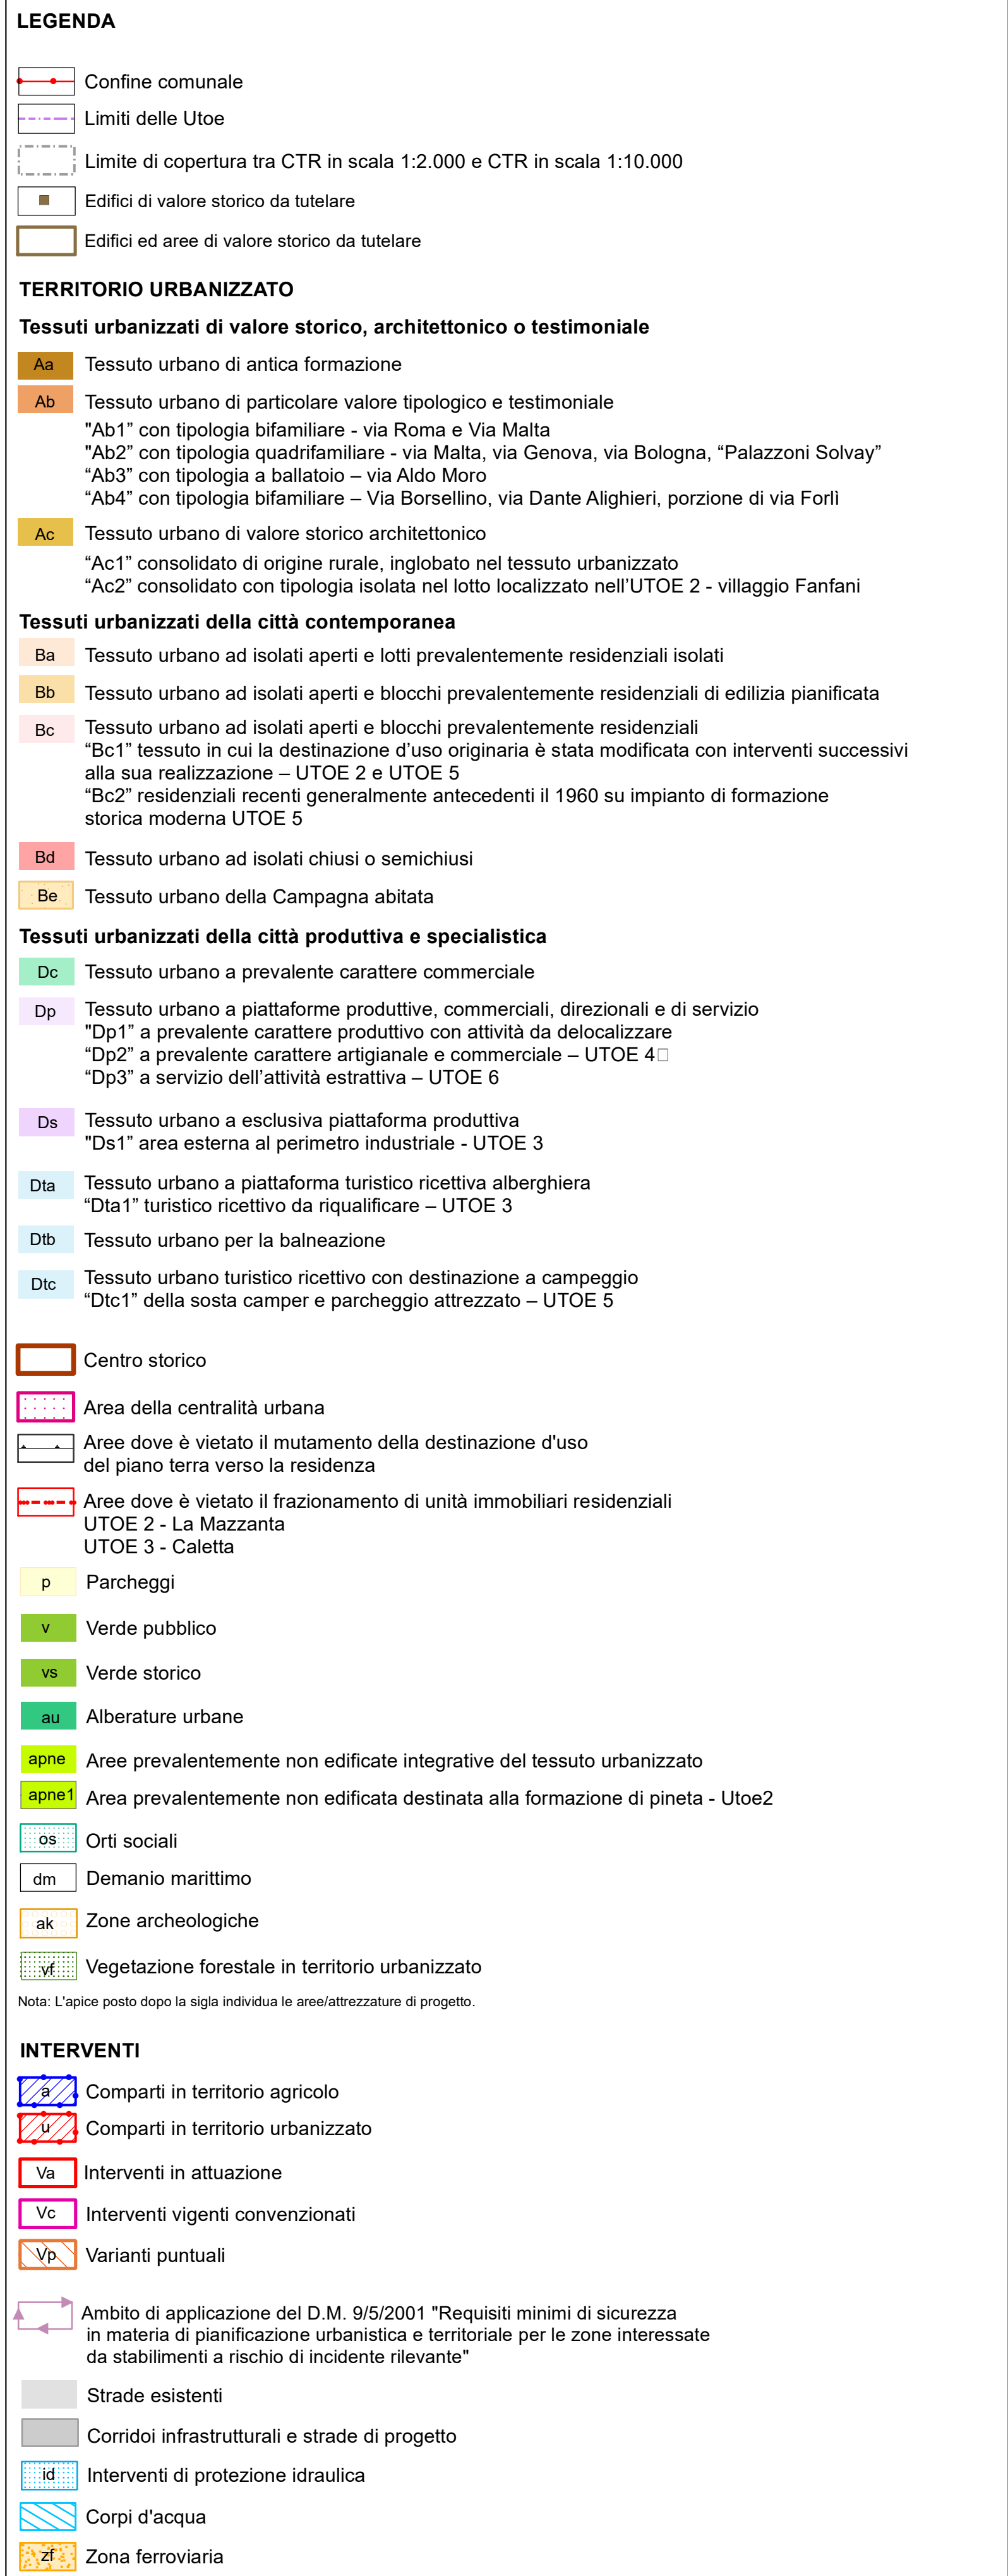 LEGENDA
Confine comunale
Limiti delle Utoe
Limite di copertura tra CTR in scala 1:2.000 e CTR in scala 1:10.000
Edifici di valore storico da tutelare
Edifici ed aree di valore storico da tutelare
TERRITORIO URBANIZZATO
Tessuti urbanizzati di valore storico, architettonico o testimoniale
Aa Tessuto urbano di antica formazione
Ab Tessuto urbano di particolare valore tipologico e testimoniale
"Ab1” con tipologia bifamiliare - via Roma e Via Malta
"Ab2” con tipologia quadrifamiliare - via Malta, via Genova, via Bologna, “Palazzoni Solvay”
“Ab3” con tipologia a ballatoio – via Aldo Moro
“Ab4” con tipologia bifamiliare – Via Borsellino, via Dante Alighieri, porzione di via Forlì
Ac Tessuto urbano di valore storico architettonico
“Ac1” consolidato di origine rurale, inglobato nel tessuto urbanizzato
“Ac2” consolidato con tipologia isolata nel lotto localizzato nell’UTOE 2 - villaggio Fanfani
Tessuti urbanizzati della città contemporanea
Ba Tessuto urbano ad isolati aperti e lotti prevalentemente residenziali isolati
Bb Tessuto urbano ad isolati aperti e blocchi prevalentemente residenziali di edilizia pianificata
Bc Tessuto urbano ad isolati aperti e blocchi prevalentemente residenziali
“Bc1” tessuto in cui la destinazione d’uso originaria è stata modificata con interventi successivi
alla sua realizzazione – UTOE 2 e UTOE 5
“Bc2” residenziali recenti generalmente antecedenti il 1960 su impianto di formazione
storica moderna UTOE 5
Bd Tessuto urbano ad isolati chiusi o semichiusi
Be Tessuto urbano della Campagna abitata
Tessuti urbanizzati della città produttiva e specialistica
Dc Tessuto urbano a prevalente carattere commerciale
Dp Tessuto urbano a piattaforme produttive, commerciali, direzionali e di servizio
"Dp1” a prevalente carattere produttivo con attività da delocalizzare
“Dp2” a prevalente carattere artigianale e commerciale – UTOE 4
“Dp3” a servizio dell’attività estrattiva – UTOE 6
Ds Tessuto urbano a esclusiva piattaforma produttiva
"Ds1” area esterna al perimetro industriale - UTOE 3
Dta Tessuto urbano a piattaforma turistico ricettiva alberghiera
“Dta1” turistico ricettivo da riqualificare – UTOE 3
Dtb Tessuto urbano per la balneazione
Dtc Tessuto urbano turistico ricettivo con destinazione a campeggio
“Dtc1” della sosta camper e parcheggio attrezzato – UTOE 5
Centro storico
Area della centralità urbana
Aree dove è vietato il mutamento della destinazione d'uso
del piano terra verso la residenza
Aree dove è vietato il frazionamento di unità immobiliari residenziali
UTOE 2 - La Mazzanta
UTOE 3 - Caletta
p Parcheggi
v Verde pubblico
vs Verde storico
au Alberature urbane
apne Aree prevalentemente non edificate integrative del tessuto urbanizzato
apne1 Area prevalentemente non edificata destinata alla formazione di pineta - Utoe2
os Orti sociali
dm Demanio marittimo
ak Zone archeologiche
vf Vegetazione forestale in territorio urbanizzato
Nota: L'apice posto dopo la sigla individua le aree/attrezzature di progetto.
INTERVENTI
a Comparti in territorio agricolo
u Comparti in territorio urbanizzato
Va Interventi in attuazione
Vc Interventi vigenti convenzionati
Vp Varianti puntuali
Ambito di applicazione del D.M. 9/5/2001 "Requisiti minimi di sicurezza
in materia di pianificazione urbanistica e territoriale per le zone interessate
da stabilimenti a rischio di incidente rilevante"
Strade esistenti
Corridoi infrastrutturali e strade di progetto
id Interventi di protezione idraulica
Corpi d'acqua
zf Zona ferroviaria